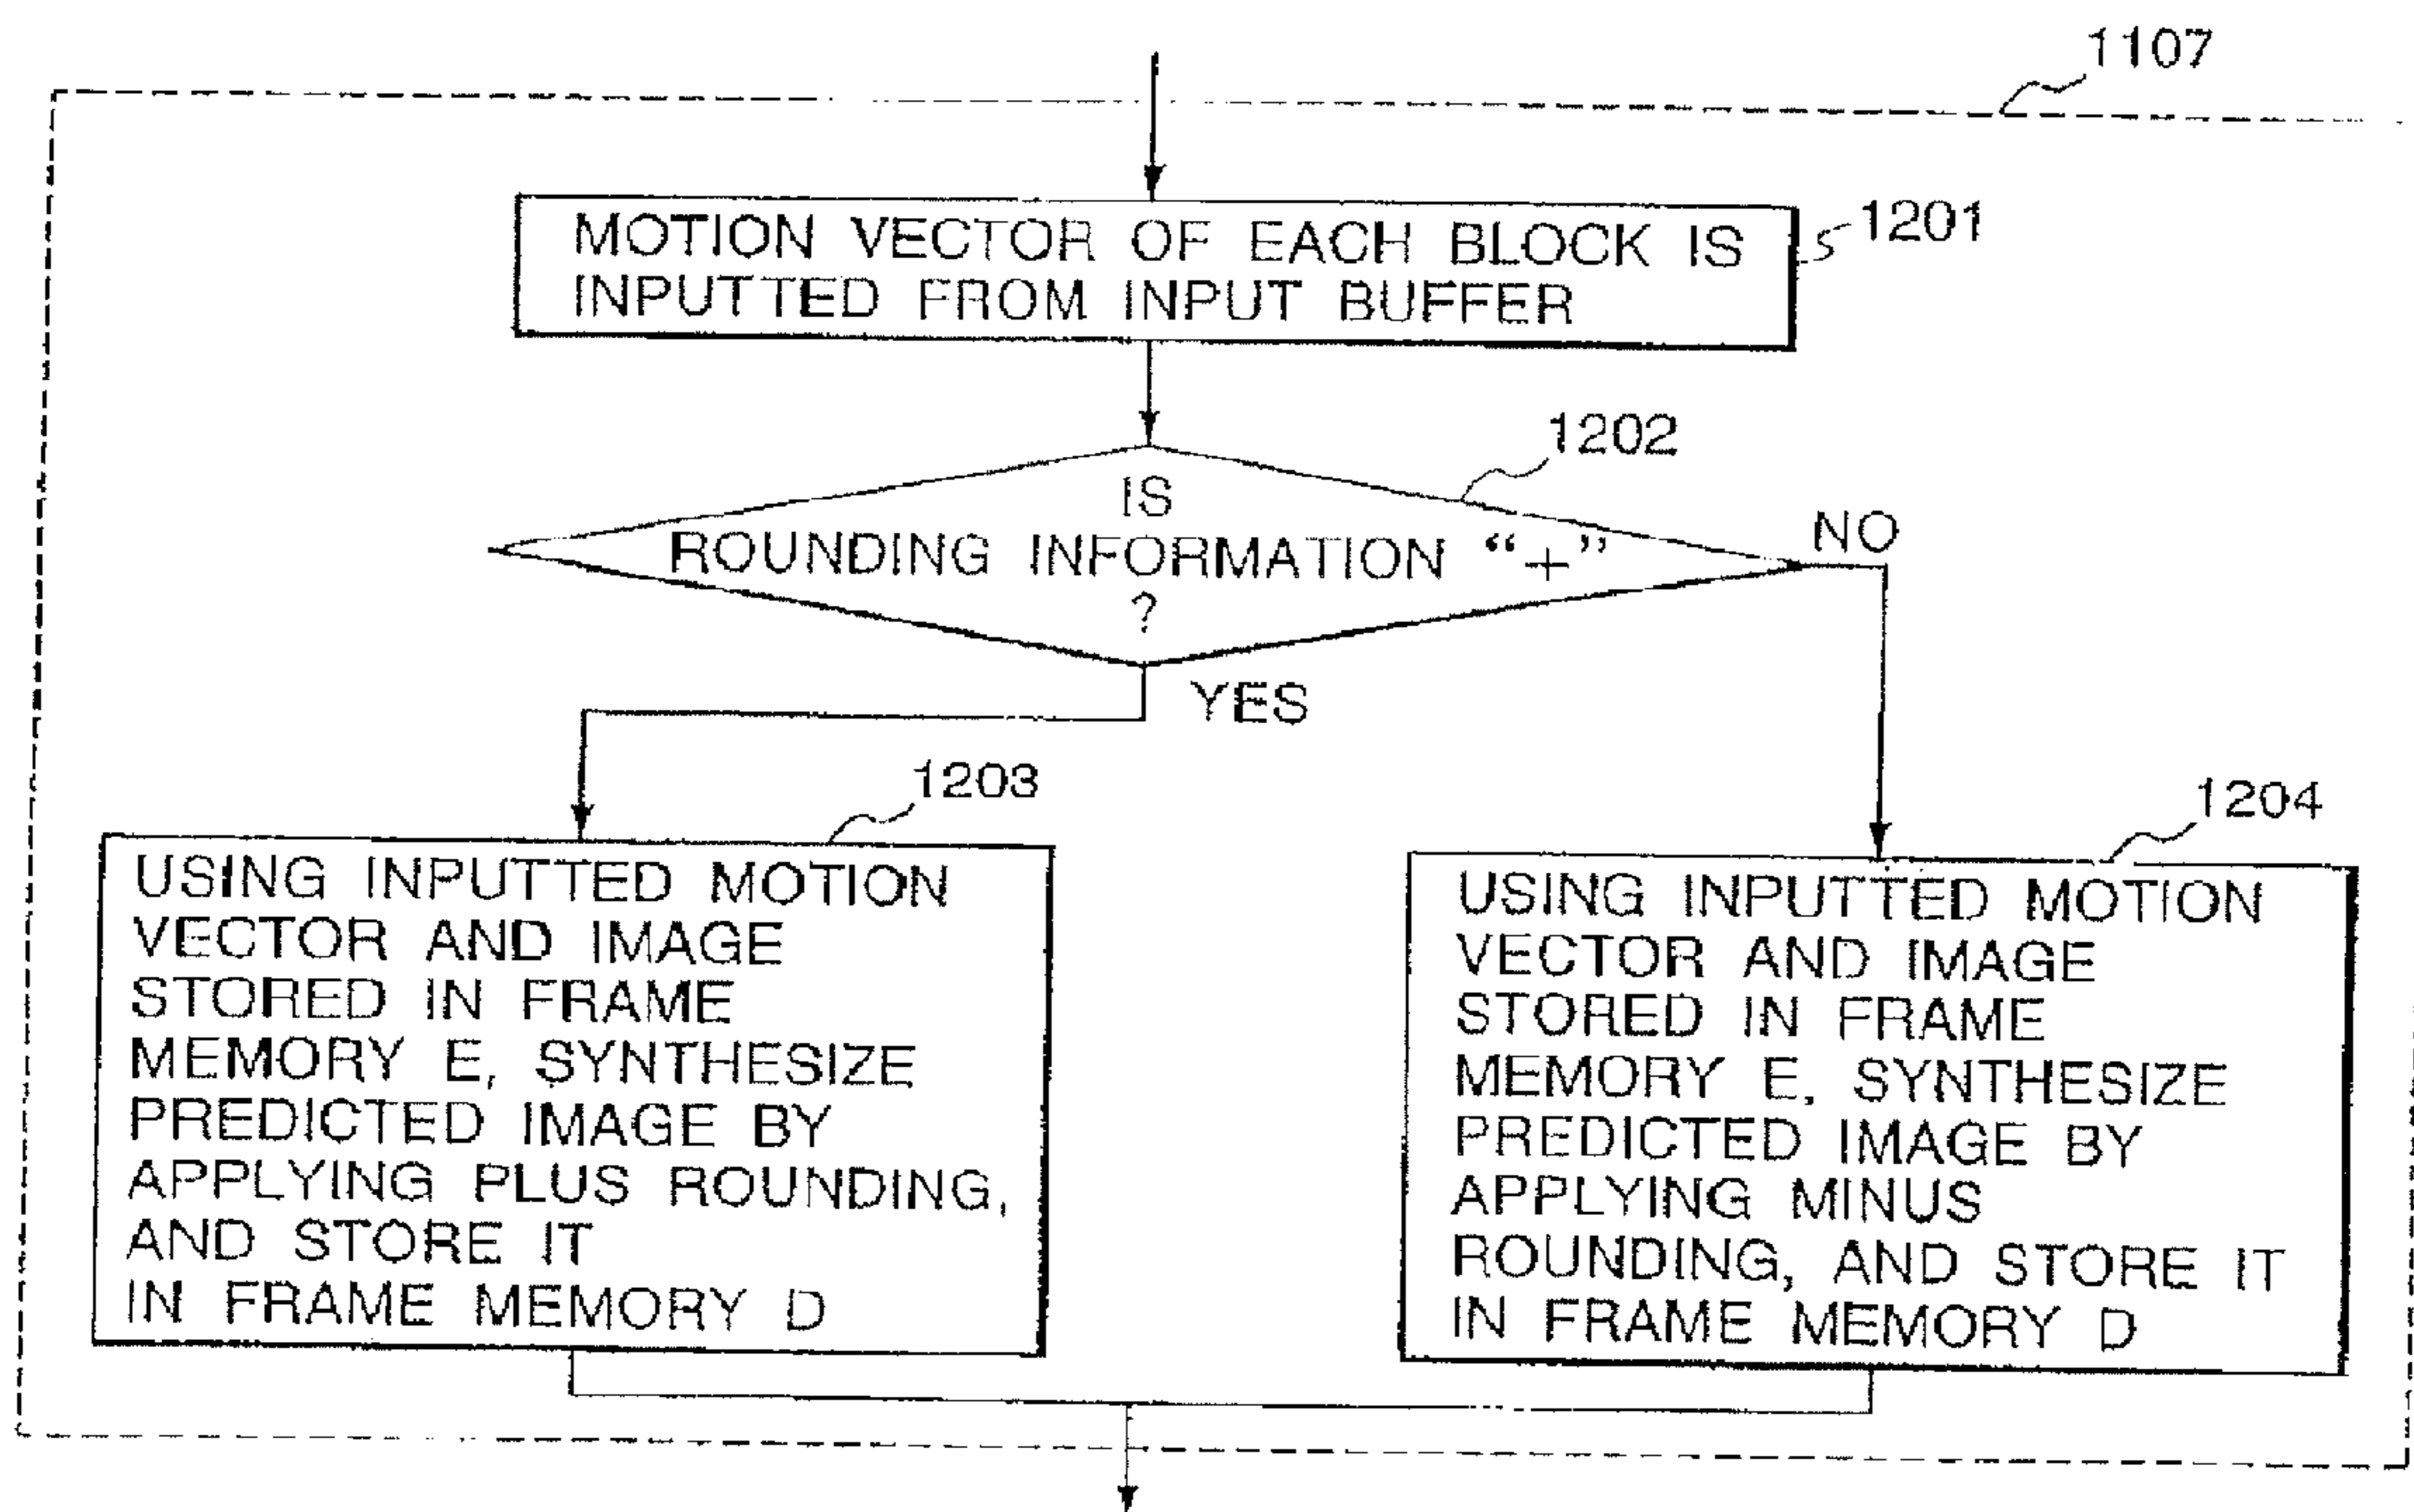 1107
MOTION VECTOR OF EACH BLOCK IS
INPUTTED FROM INPUT BUFFER
1201
1202
IS
ROUNDING INFORMATION “+”
?
NO
YES
1203
USING INPUTTED MOTION
VECTOR AND IMAGE
STORED IN FRAME
MEMORY E, SYNTHESIZE
PREDICTED IMAGE BY
APPLYING PLUS ROUNDING,
AND STORE IT
IN FRAME MEMORY D
1204
USING INPUTTED MOTION
VECTOR AND IMAGE
STORED IN FRAME
MEMORY E, SYNTHESIZE
PREDICTED IMAGE BY
APPLYING MINUS
ROUNDING, AND STORE IT
IN FRAME MEMORY D